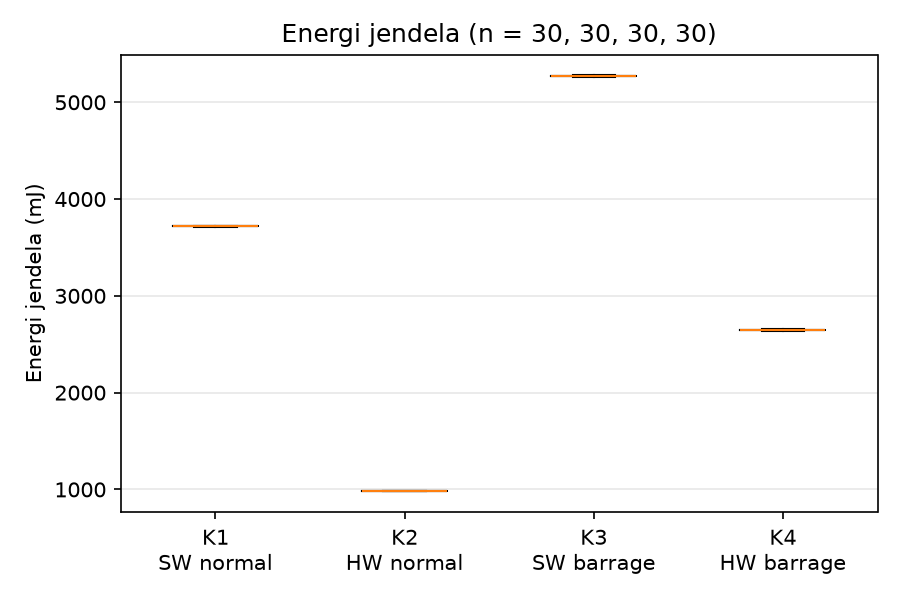 Energi jendela (n = 30, 30, 30, 30)
Energi jendela (mJ)
5000
4000
3000
2000
1000
K1
SW normal
K2
HW normal
K3
SW barrage
K4
HW barrage